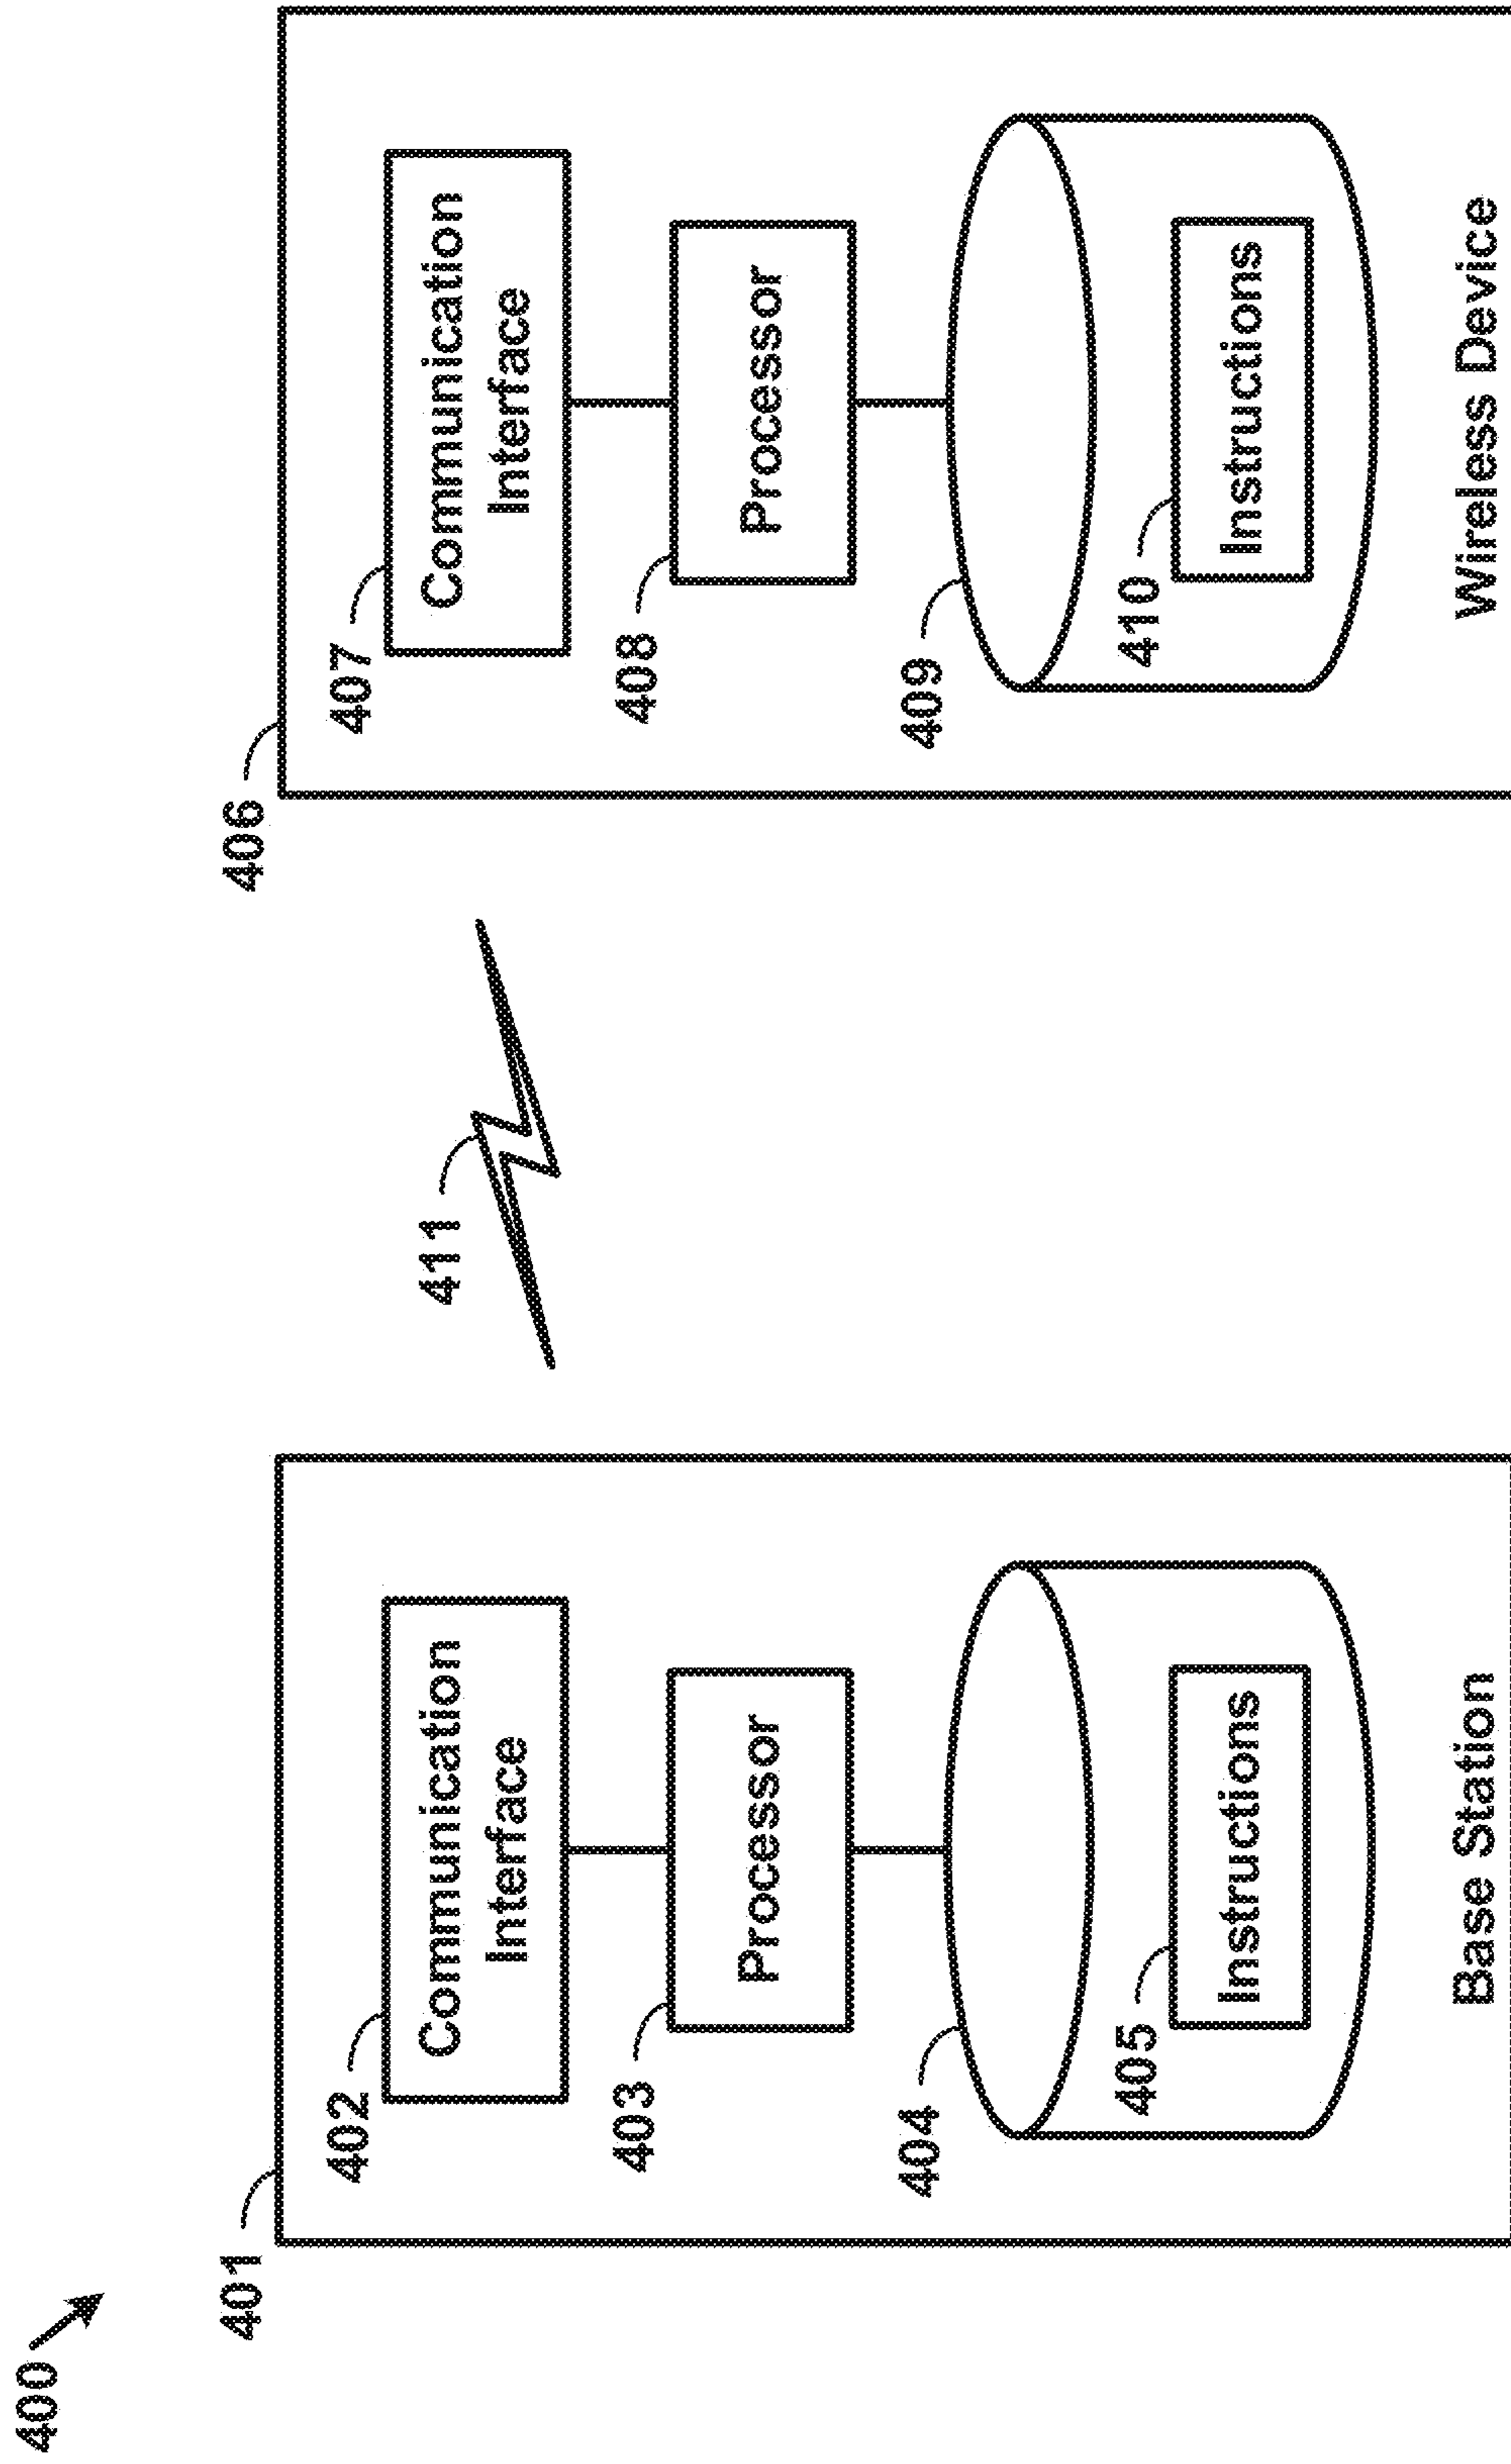 400
401
402
Communication
Interface
403
Processor
404
405
Instructions
Base Station
411
406
407
Communication
Interface
408
Processor
409
410
Instructions
Wireless Device